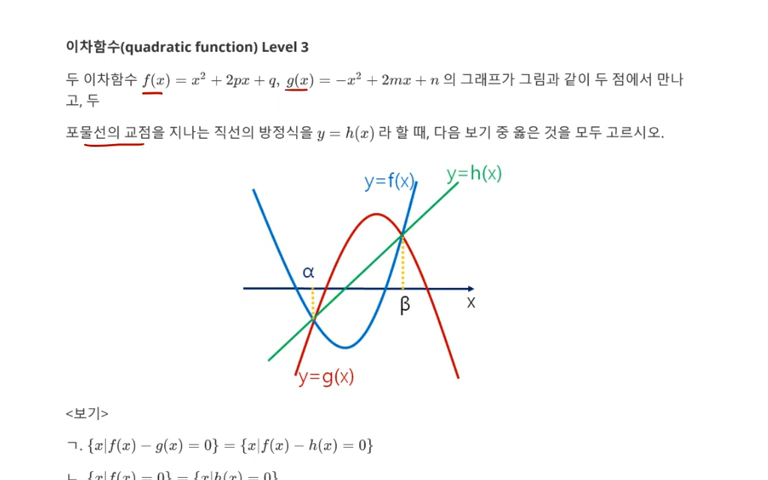 이차함수(quadratic function) Level 3
두 이차함수 f(x) = x² + 2px + q, g(x) = −x² + 2mx + n 의 그래프가 그림과 같이 두 점에서 만나
고, 두
포물선의 교점을 지나는 직선의 방정식을 y = h(x) 라 할 때, 다음 보기 중 옳은 것을 모두 고르시오.
y=f(x) y=h(x)
α
β x
y=g(x)
<보기>
ㄱ. {x|f(x) − g(x) = 0} = {x|f(x) − h(x) = 0}
ㄴ. {x|f(x) = 0} = {x|h(x) = 0}